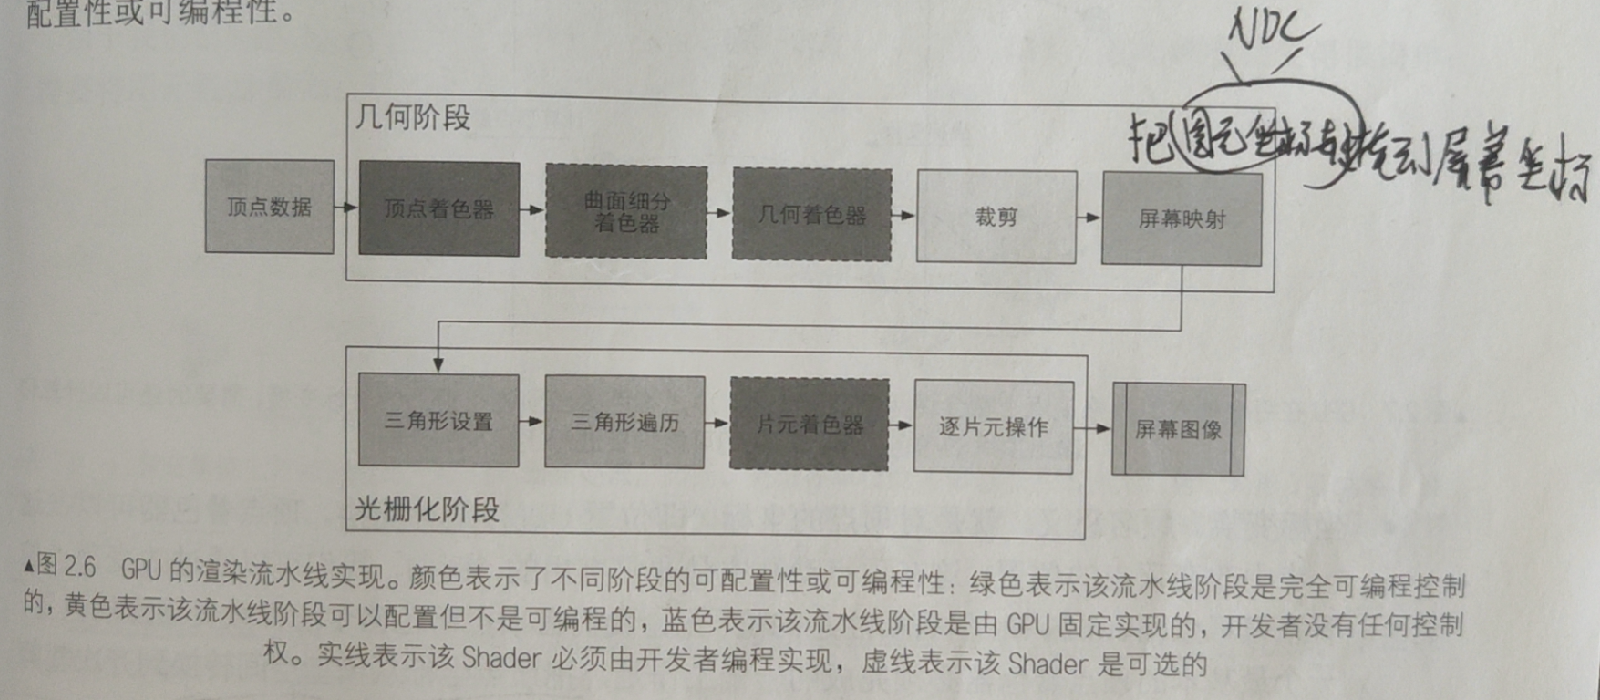 配置性或可编程性。
NDC
把图元坐标转换到屏幕坐标
几何阶段
顶点数据
顶点着色器
曲面细分
着色器
几何着色器
裁剪
屏幕映射
三角形设置
三角形遍历
片元着色器
逐片元操作
屏幕图像
光栅化阶段
▲图 2.6 GPU 的渲染流水线实现。颜色表示了不同阶段的可配置性或可编程性：绿色表示该流水线阶段是完全可编程控制
的，黄色表示该流水线阶段可以配置但不是可编程的，蓝色表示该流水线阶段是由 GPU 固定实现的，开发者没有任何控制
权。实线表示该 Shader 必须由开发者编程实现，虚线表示该 Shader 是可选的